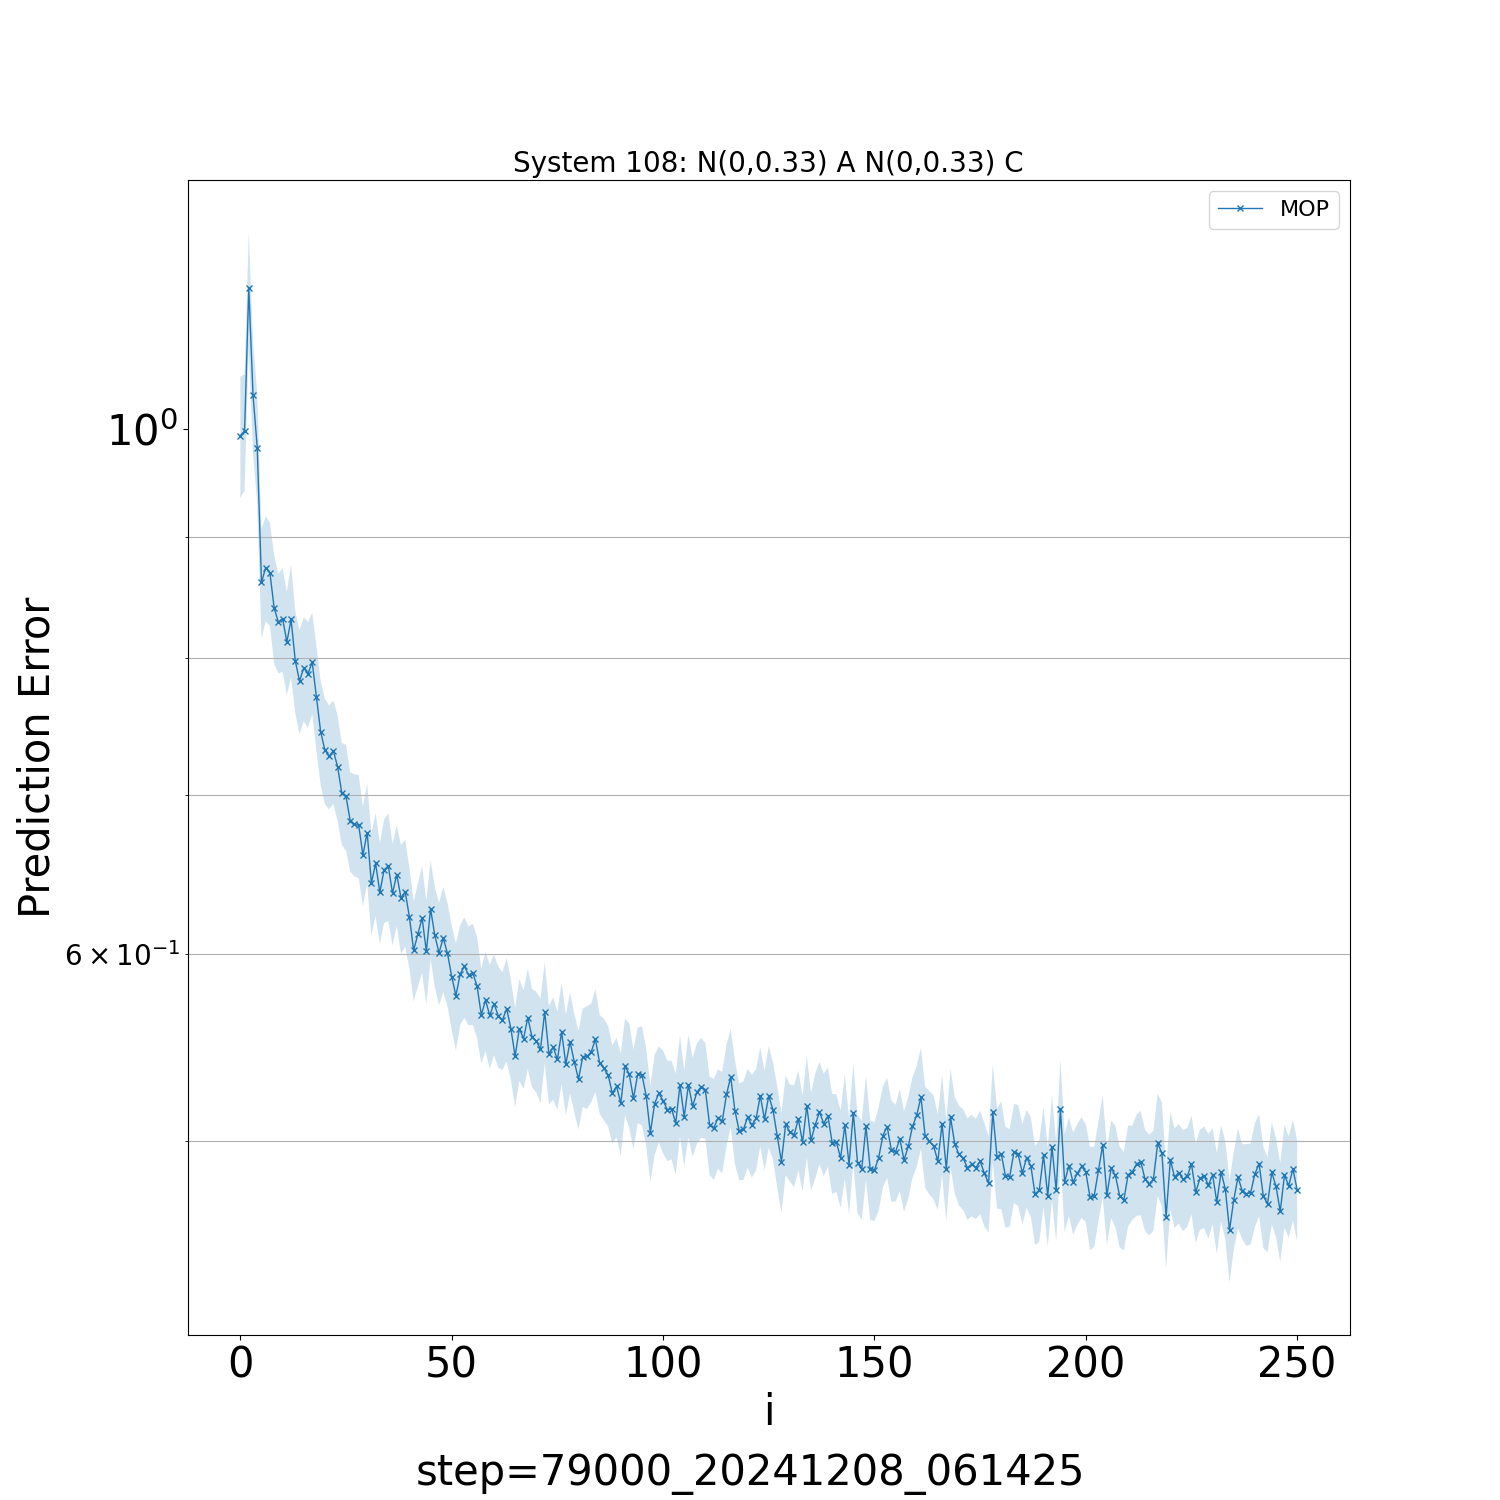 System 108: N(0,0.33) A N(0,0.33) C
MOP
10⁰
6 × 10⁻¹
Prediction Error
0 50 100 150 200 250
i
step=79000_20241208_061425